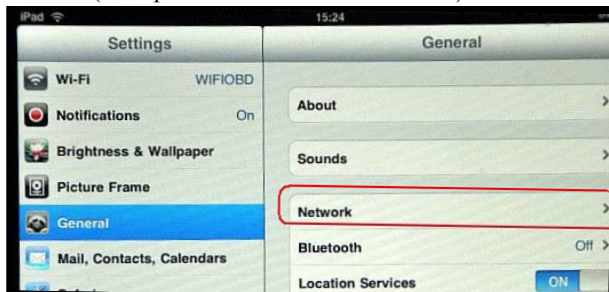 iPad 15:24
Settings
General
Wi-Fi WIFIOBD
Notifications On
Brightness & Wallpaper
Picture Frame
General
Mail, Contacts, Calendars
About
Sounds
Network
Bluetooth Off
Location Services ON